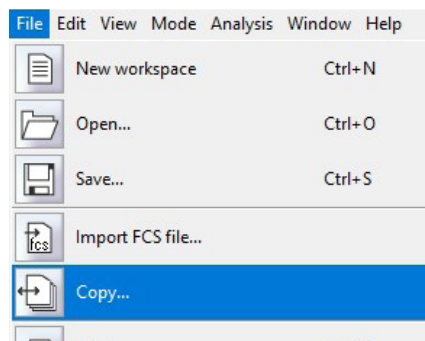 File Edit View Mode Analysis Window Help
New workspace Ctrl+N
Open... Ctrl+O
Save... Ctrl+S
fcs Import FCS file...
Copy...